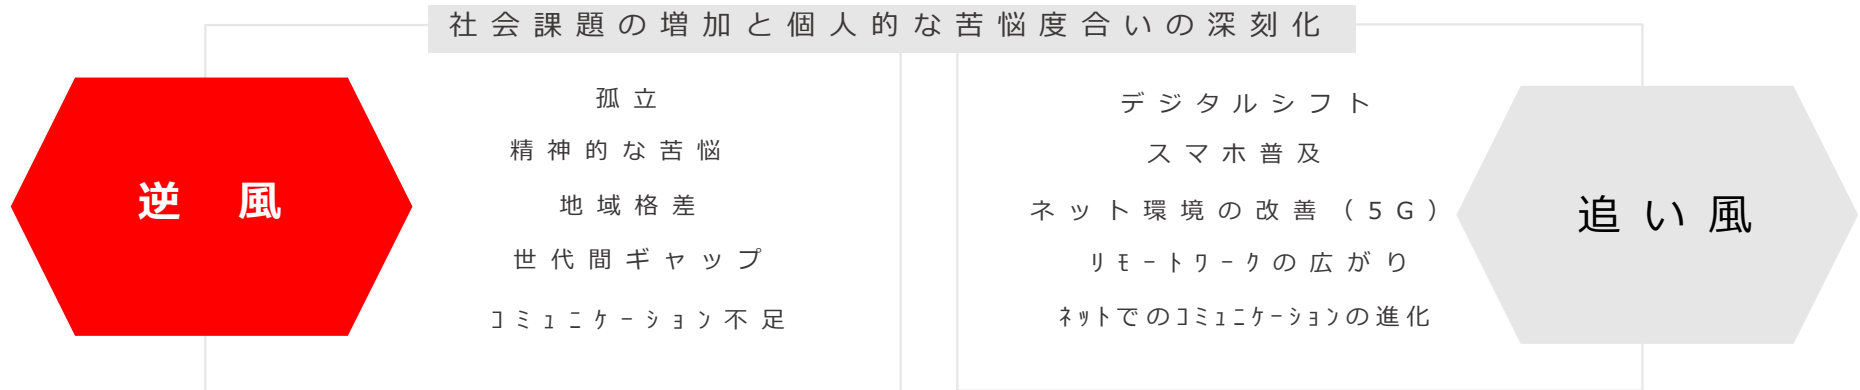 社会課題の増加と個人的な苦悩度合いの深刻化
逆 風
孤立
精神的な苦悩
地域格差
世代間ギャップ
ｺﾐｭﾆｹｰｼｮﾝ不足
デジタルシフト
スマホ普及
ネット環境の改善（5G）
ﾘﾓｰﾄﾜｰｸの広がり
ﾈｯﾄでのｺﾐｭﾆｹｰｼｮﾝの進化
追い風